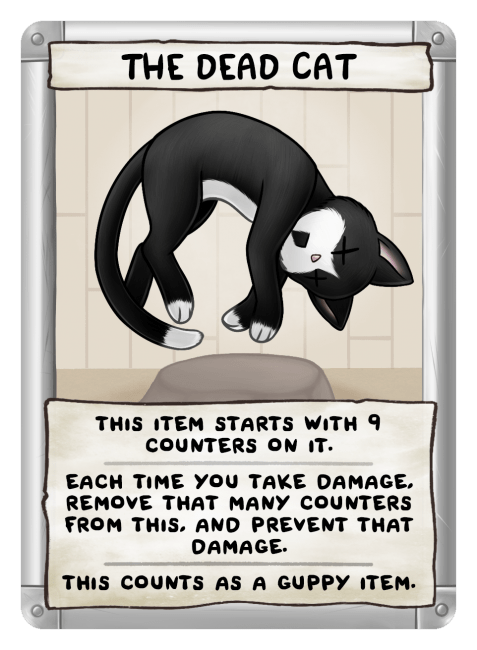 THE DEAD CAT
THIS ITEM STARTS WITH 9
COUNTERS ON IT.
EACH TIME YOU TAKE DAMAGE,
REMOVE THAT MANY COUNTERS
FROM THIS, AND PREVENT THAT
DAMAGE.
THIS COUNTS AS A GUPPY ITEM.